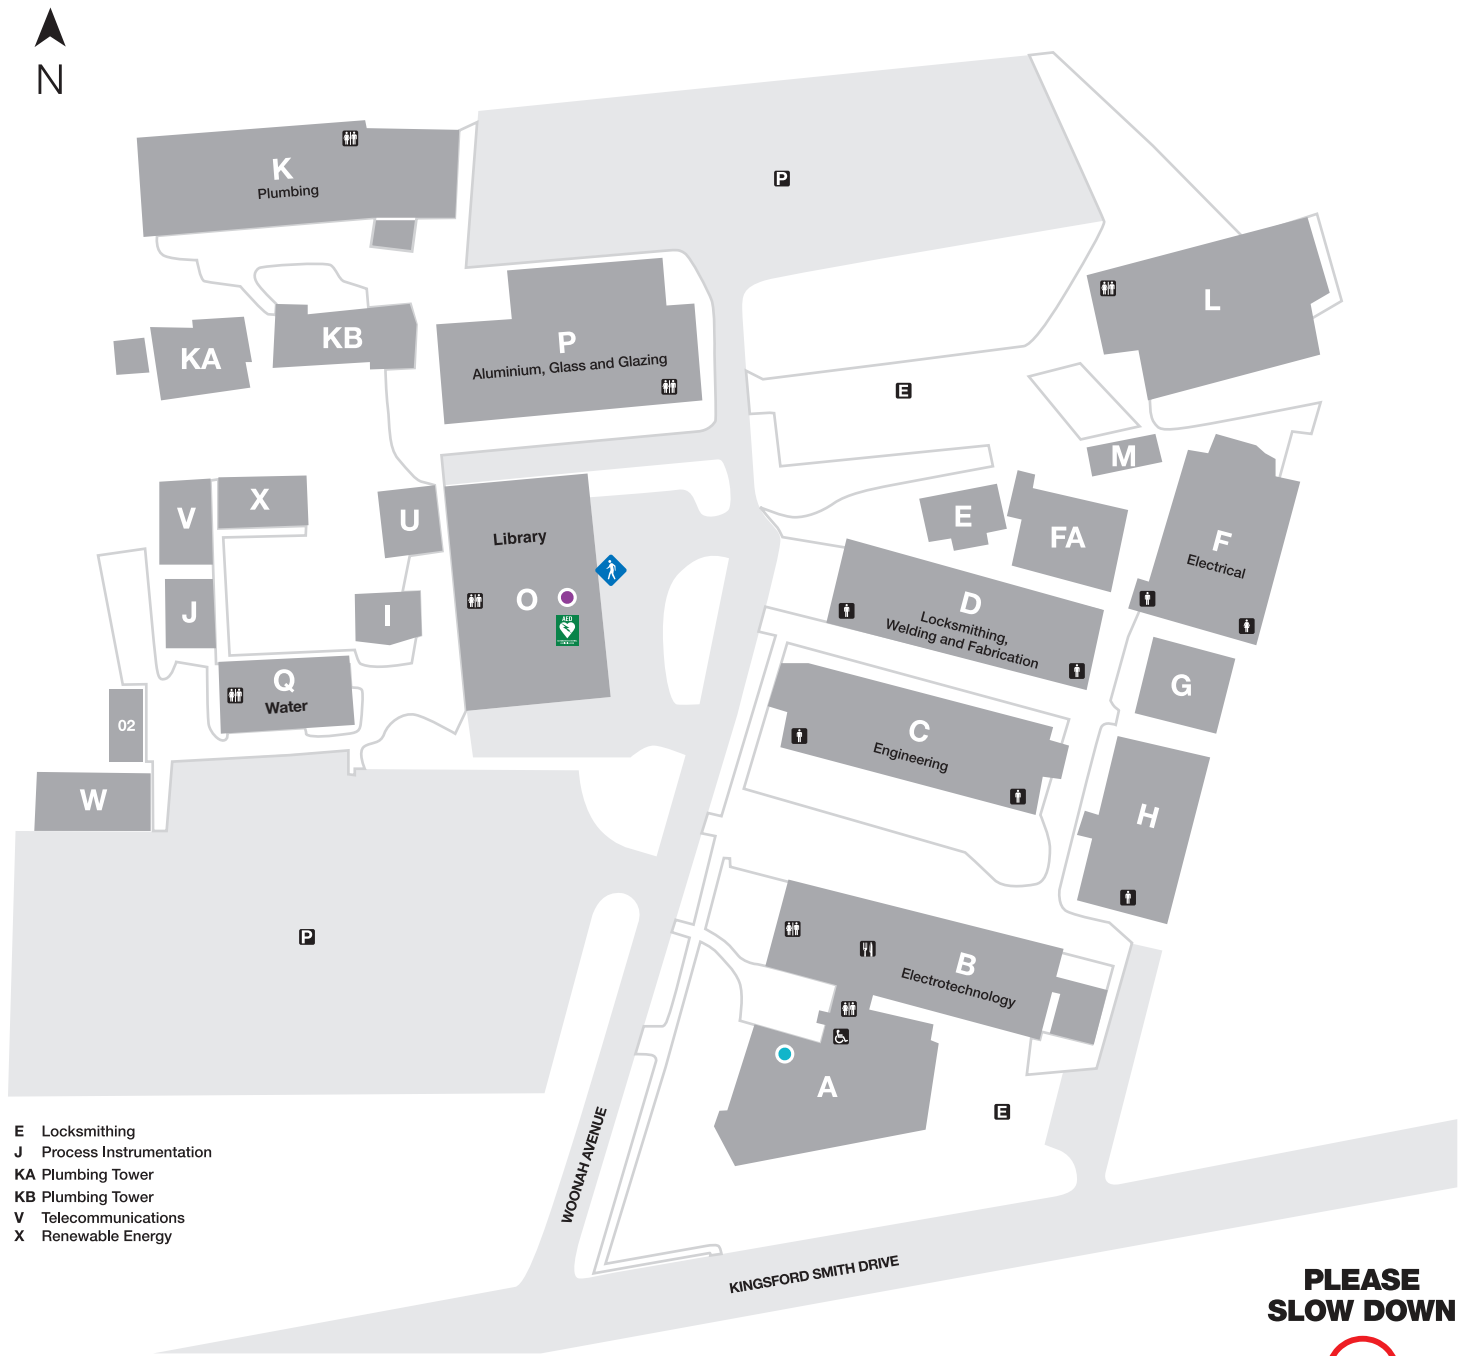 N
K
Plumbing
P
L
KA
KB
P
Aluminium, Glass and Glazing
E
M
V
X
U
Library
E
FA
F
Electrical
J
I
O
AED
D
Locksmithing,
Welding and Fabrication
Q
Water
G
02
C
Engineering
W
H
P
B
Electrotechnology
A
E
E Locksmithing
J Process Instrumentation
KA Plumbing Tower
KB Plumbing Tower
V Telecommunications
X Renewable Energy
WOONAH AVENUE
KINGSFORD SMITH DRIVE
PLEASE
SLOW DOWN